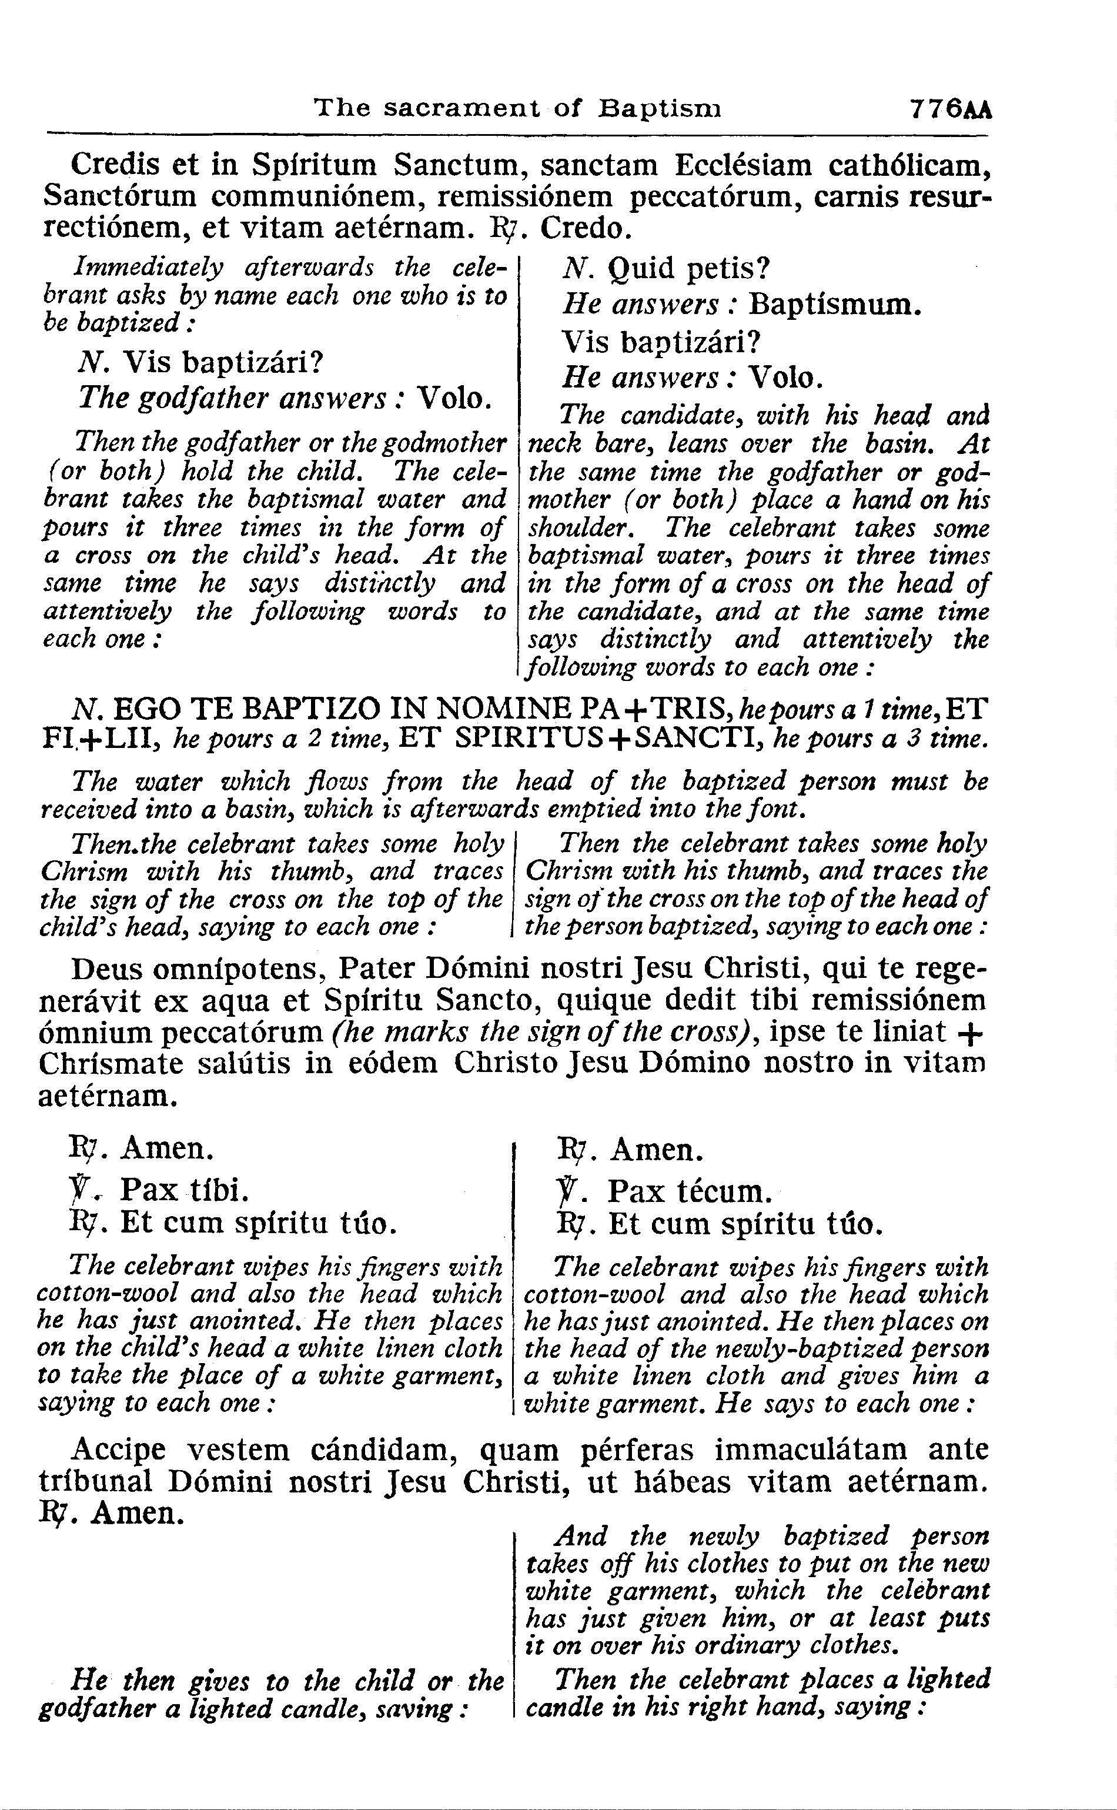 The sacrament of Baptism 776AA
Credis et in Spíritum Sanctum, sanctam Ecclésiam cathólicam,
Sanctórum communiónem, remissiónem peccatórum, carnis resur-
rectiónem, et vitam aetérnam. ℟. Credo.
Immediately afterwards the cele-
brant asks by name each one who is to
be baptized :
N. Vis baptizári?
The godfather answers : Volo.
Then the godfather or the godmother
(or both) hold the child. The cele-
brant takes the baptismal water and
pours it three times in the form of
a cross on the child's head. At the
same time he says distinctly and
attentively the following words to
each one :
N. Quid petis?
He answers : Baptísmum.
Vis baptizári?
He answers : Volo.
The candidate, with his head and
neck bare, leans over the basin. At
the same time the godfather or god-
mother (or both) place a hand on his
shoulder. The celebrant takes some
baptismal water, pours it three times
in the form of a cross on the head of
the candidate, and at the same time
says distinctly and attentively the
following words to each one :
N. EGO TE BAPTIZO IN NOMINE PA+TRIS, he pours a 1 time, ET
FI+LII, he pours a 2 time, ET SPIRITUS+SANCTI, he pours a 3 time.
The water which flows from the head of the baptized person must be
received into a basin, which is afterwards emptied into the font.
Then the celebrant takes some holy
Chrism with his thumb, and traces
the sign of the cross on the top of the
child's head, saying to each one :
Then the celebrant takes some holy
Chrism with his thumb, and traces the
sign of the cross on the top of the head of
the person baptized, saying to each one :
Deus omnípotens, Pater Dómini nostri Jesu Christi, qui te rege-
nerávit ex aqua et Spíritu Sancto, quique dedit tibi remissiónem
ómnium peccatórum (he marks the sign of the cross), ipse te liniat +
Chrísmate salútis in eódem Christo Jesu Dómino nostro in vitam
aetérnam.
℟. Amen.
℣. Pax tíbi.
℟. Et cum spíritu túo.
The celebrant wipes his fingers with
cotton-wool and also the head which
he has just anointed. He then places
on the child's head a white linen cloth
to take the place of a white garment,
saying to each one :
℟. Amen.
℣. Pax técum.
℟. Et cum spíritu túo.
The celebrant wipes his fingers with
cotton-wool and also the head which
he has just anointed. He then places on
the head of the newly-baptized person
a white linen cloth and gives him a
white garment. He says to each one :
Accipe vestem cándidam, quam pérferas immaculátam ante
tríbunal Dómini nostri Jesu Christi, ut hábeas vitam aetérnam.
℟. Amen.
He then gives to the child or the
godfather a lighted candle, saying :
And the newly baptized person
takes off his clothes to put on the new
white garment, which the celebrant
has just given him, or at least puts
it on over his ordinary clothes.
Then the celebrant places a lighted
candle in his right hand, saying :